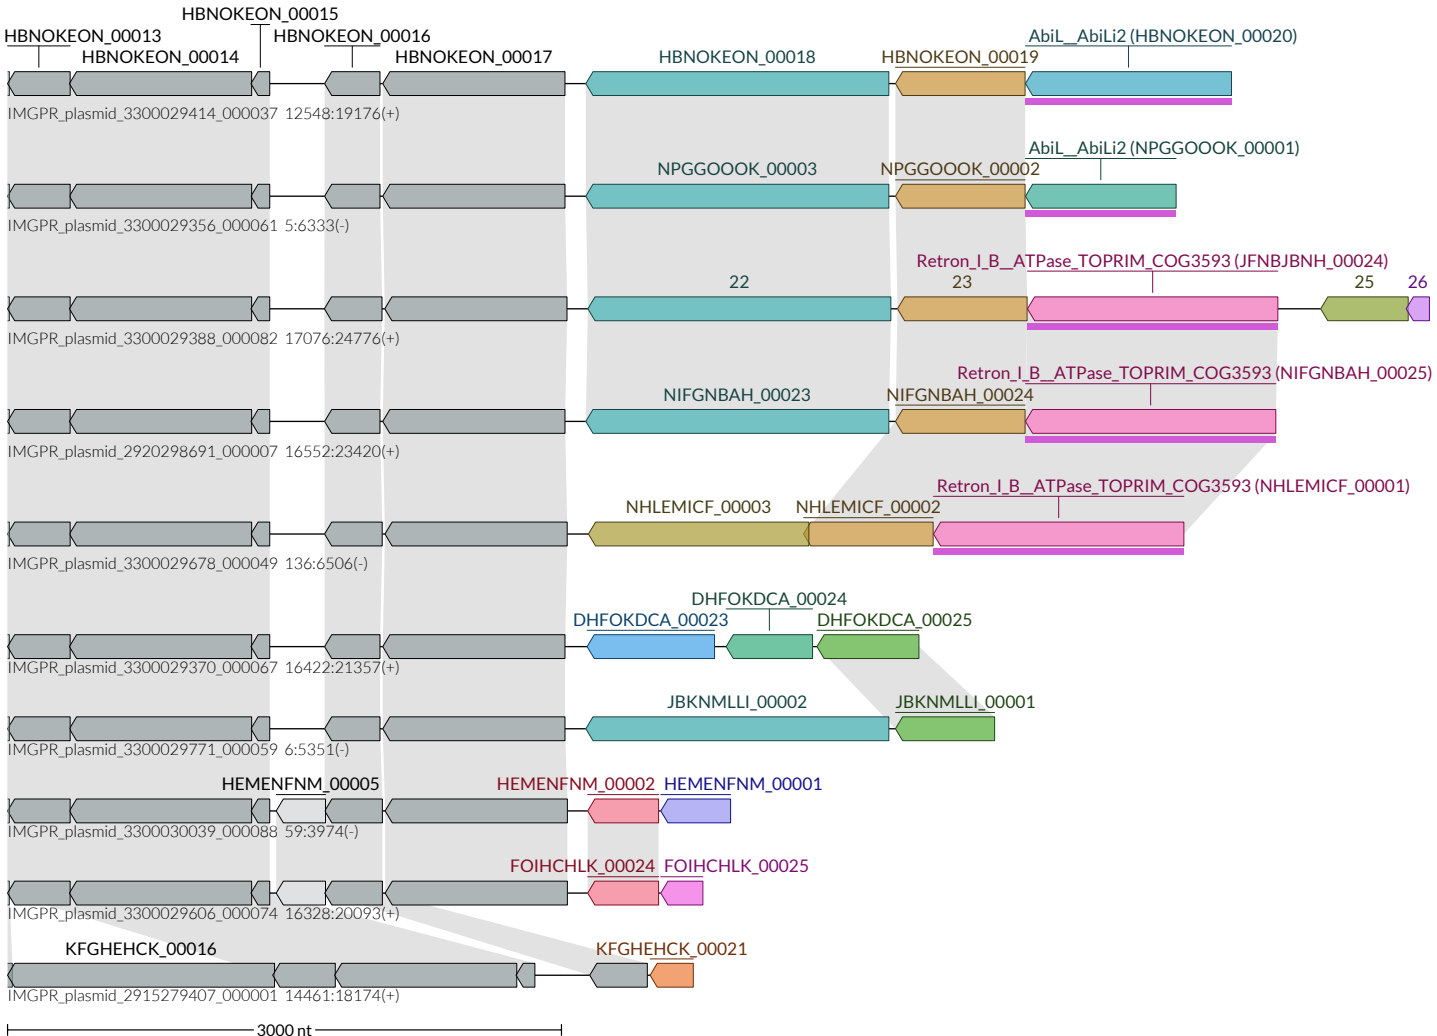 HBNOKEON_00015
HBNOKEON_00013 HBNOKEON_00016 AbiL__AbiLi2 (HBNOKEON_00020)
HBNOKEON_00014 HBNOKEON_00017 HBNOKEON_00018 HBNOKEON_00019
IMGPR_plasmid_3300029414_000037 12548:19176(+)
AbiL__AbiLi2 (NPGGOOOK_00001)
NPGGOOOK_00003 NPGGOOOK_00002
IMGPR_plasmid_3300029356_000061 5:6333(-)
Retron_I_B__ATPase_TOPRIM_COG3593 (JFNBJBNH_00024)
22 23 25 26
IMGPR_plasmid_3300029388_000082 17076:24776(+)
Retron_I_B__ATPase_TOPRIM_COG3593 (NIFGNBAH_00025)
NIFGNBAH_00023 NIFGNBAH_00024
IMGPR_plasmid_2920298691_000007 16552:23420(+)
Retron_I_B__ATPase_TOPRIM_COG3593 (NHLEMICF_00001)
NHLEMICF_00003 NHLEMICF_00002
IMGPR_plasmid_3300029678_000049 136:6506(-)
DHFOKDCA_00024
DHFOKDCA_00023 DHFOKDCA_00025
IMGPR_plasmid_3300029370_000067 16422:21357(+)
JBKNMLLI_00002 JBKNMLLI_00001
IMGPR_plasmid_3300029771_000059 6:5351(-)
HEMENFNM_00005 HEMENFNM_00002 HEMENFNM_00001
IMGPR_plasmid_3300030039_000088 59:3974(-)
FOIHCHLK_00024 FOIHCHLK_00025
IMGPR_plasmid_3300029606_000074 16328:20093(+)
KFGHEHCK_00016 KFGHEHCK_00021
IMGPR_plasmid_2915279407_000001 14461:18174(+)
3000 nt